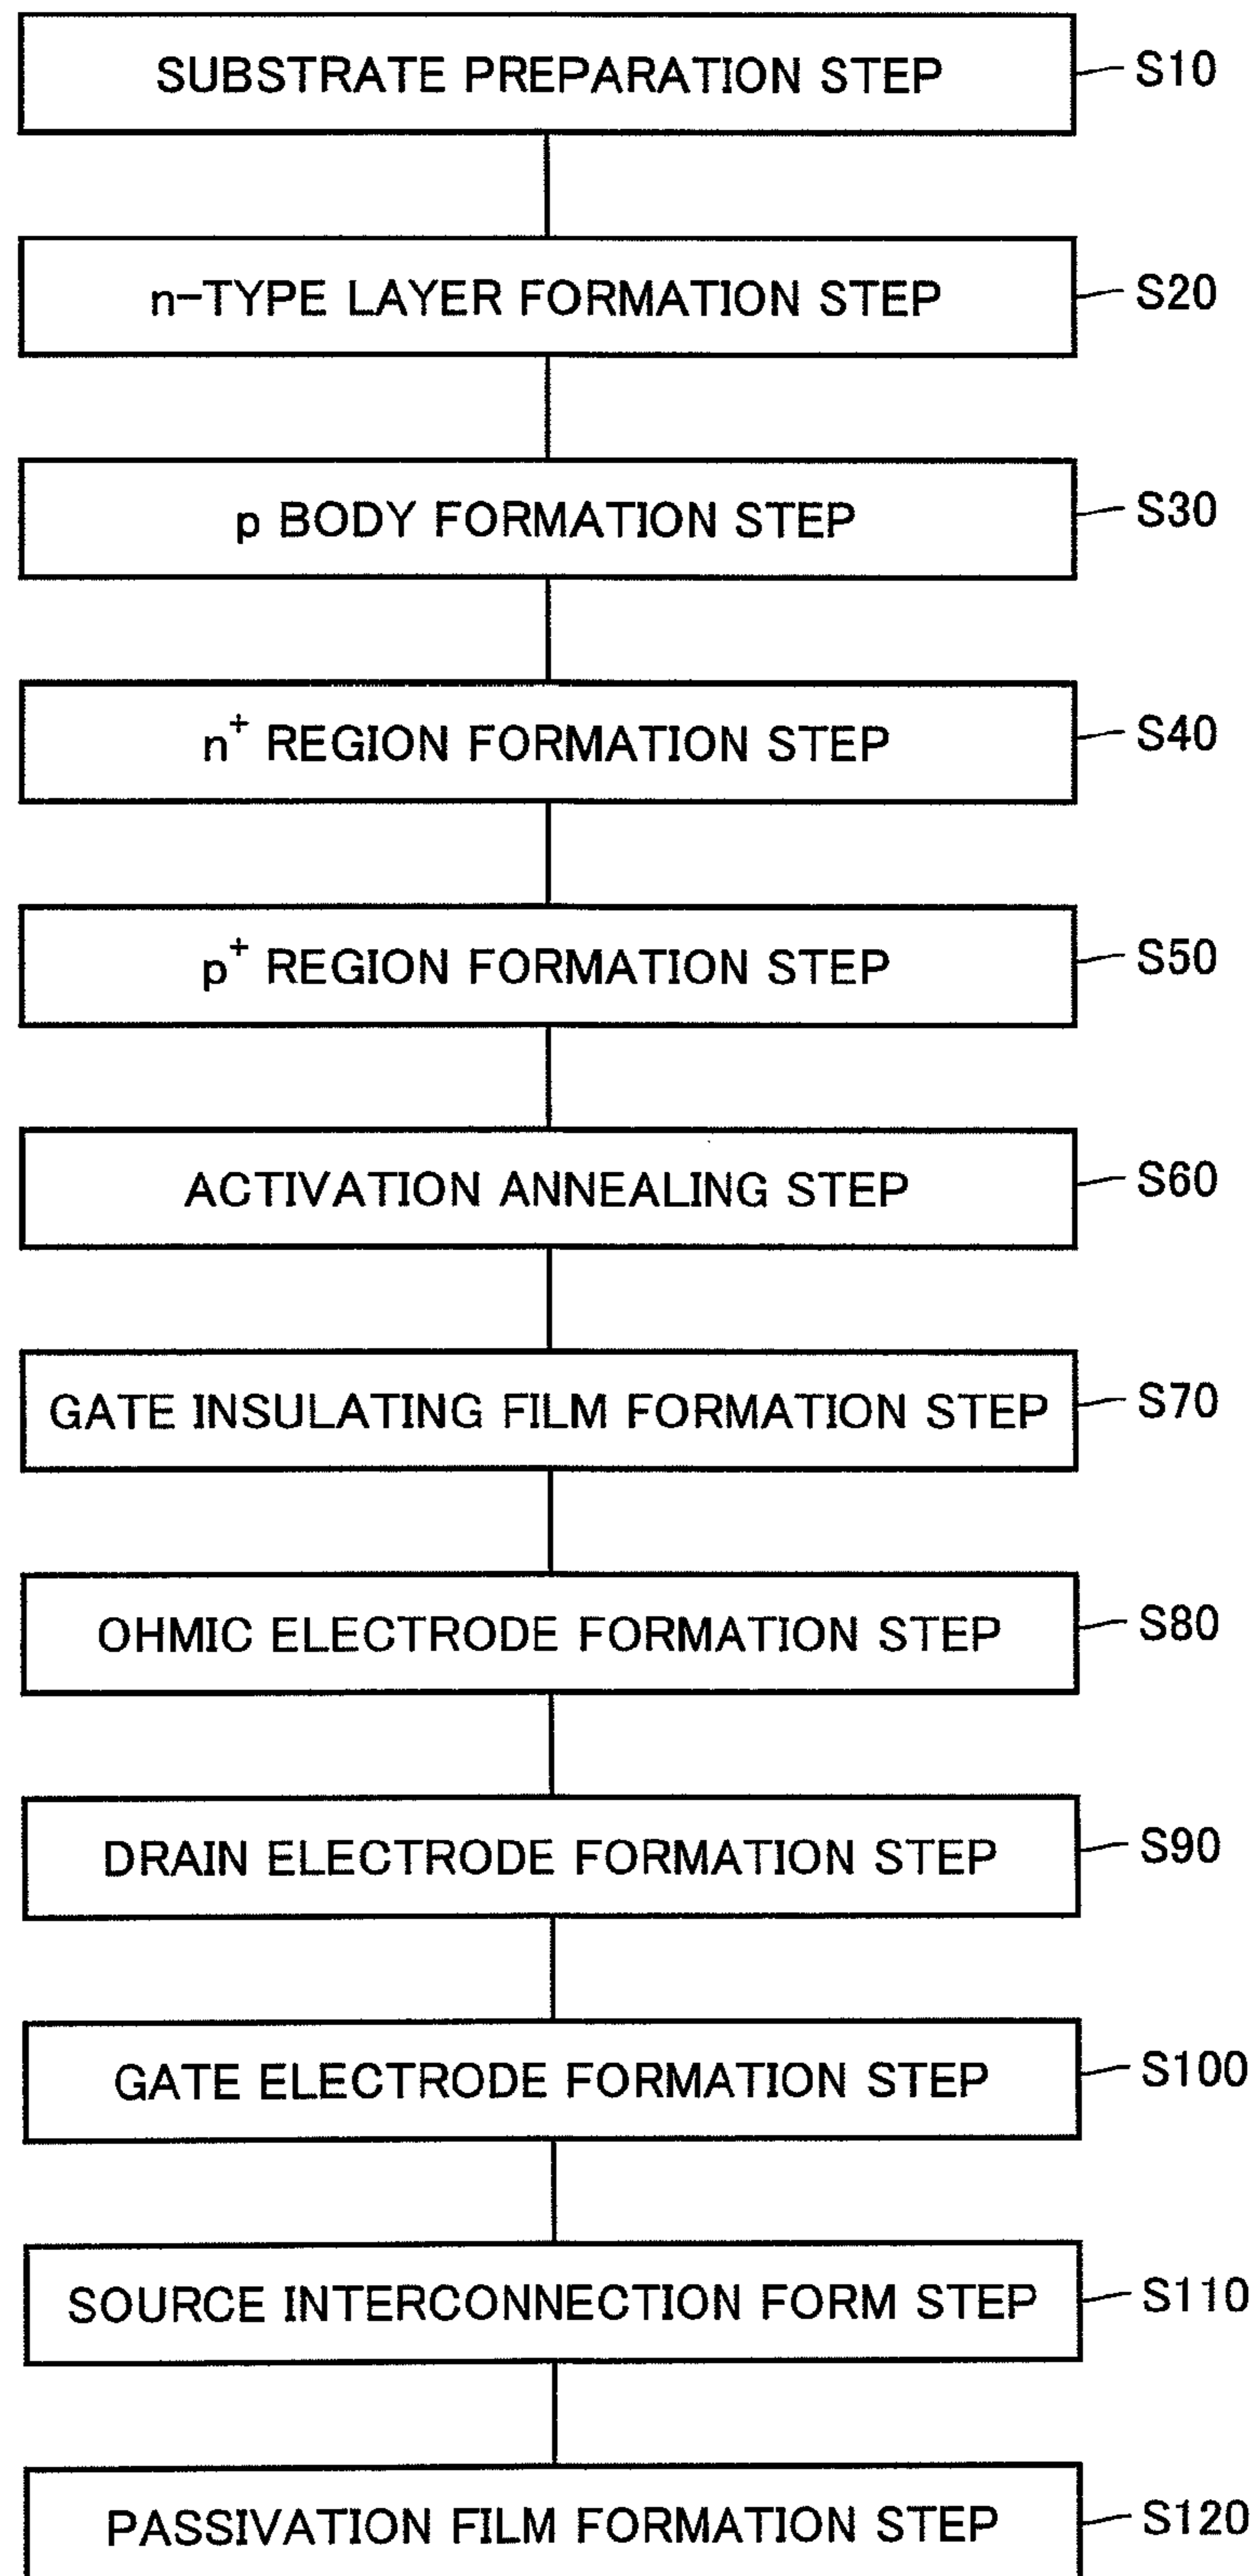 SUBSTRATE PREPARATION STEP S10
n-TYPE LAYER FORMATION STEP S20
p BODY FORMATION STEP S30
n+ REGION FORMATION STEP S40
p+ REGION FORMATION STEP S50
ACTIVATION ANNEALING STEP S60
GATE INSULATING FILM FORMATION STEP S70
OHMIC ELECTRODE FORMATION STEP S80
DRAIN ELECTRODE FORMATION STEP S90
GATE ELECTRODE FORMATION STEP S100
SOURCE INTERCONNECTION FORM STEP S110
PASSIVATION FILM FORMATION STEP S120